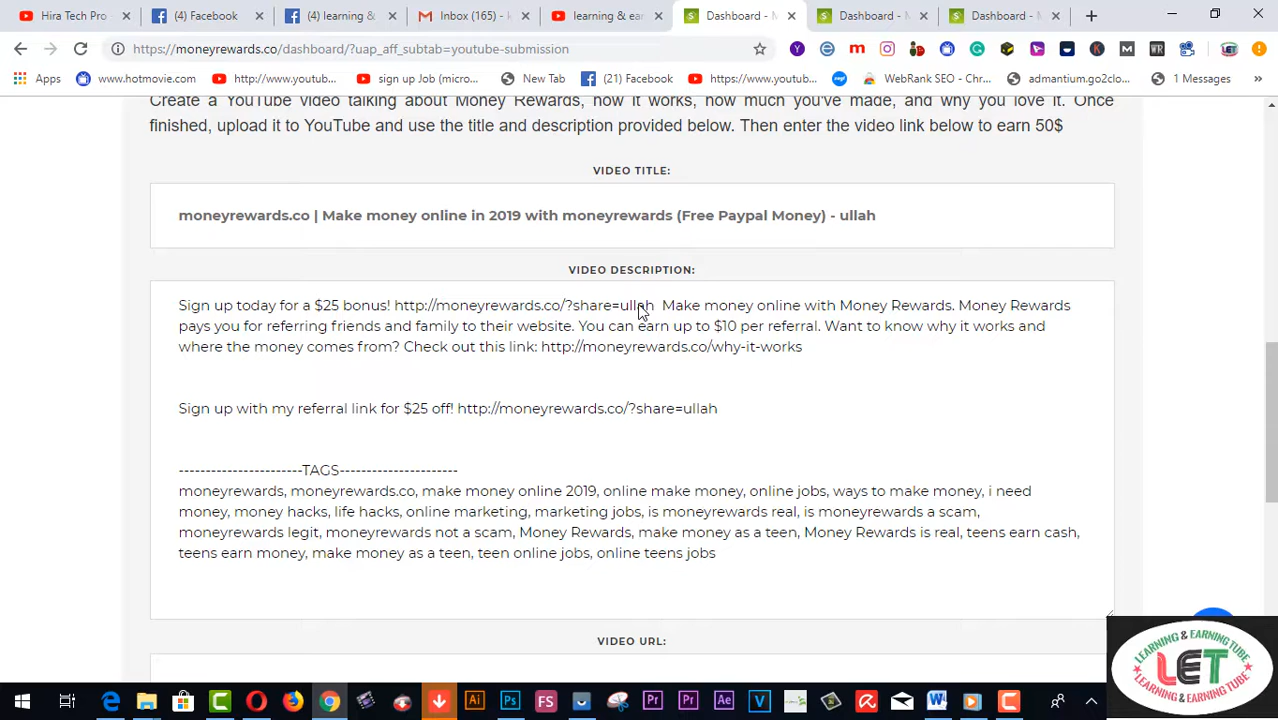 Hira Tech Pro
(4) Facebook
(4) learning &
Inbox (165) -
learning & ear
Dashboard - M
Dashboard - M
Dashboard - M
https://moneyrewards.co/dashboard/?uap_aff_subtab=youtube-submission
Apps
www.hotmovie.com
http://www.youtub...
sign up Job (micro...
New Tab
(21) Facebook
https://www.youtub...
WebRank SEO - Chr...
admantium.go2clo...
1 Messages
Create a YouTube video talking about Money Rewards, how it works, how much you've made, and why you love it. Once
finished, upload it to YouTube and use the title and description provided below. Then enter the video link below to earn 50$
VIDEO TITLE:
moneyrewards.co | Make money online in 2019 with moneyrewards (Free Paypal Money) - ullah
VIDEO DESCRIPTION:
Sign up today for a $25 bonus! http://moneyrewards.co/?share=ullah Make money online with Money Rewards. Money Rewards
pays you for referring friends and family to their website. You can earn up to $10 per referral. Want to know why it works and
where the money comes from? Check out this link: http://moneyrewards.co/why-it-works
Sign up with my referral link for $25 off! http://moneyrewards.co/?share=ullah
-----------------------TAGS----------------------
moneyrewards, moneyrewards.co, make money online 2019, online make money, online jobs, ways to make money, i need
money, money hacks, life hacks, online marketing, marketing jobs, is moneyrewards real, is moneyrewards a scam,
moneyrewards legit, moneyrewards not a scam, Money Rewards, make money as a teen, Money Rewards is real, teens earn cash,
teens earn money, make money as a teen, teen online jobs, online teens jobs
VIDEO URL:
LEARNING & EARNING TUBE
LET
LEARNING & EARNING TUBE